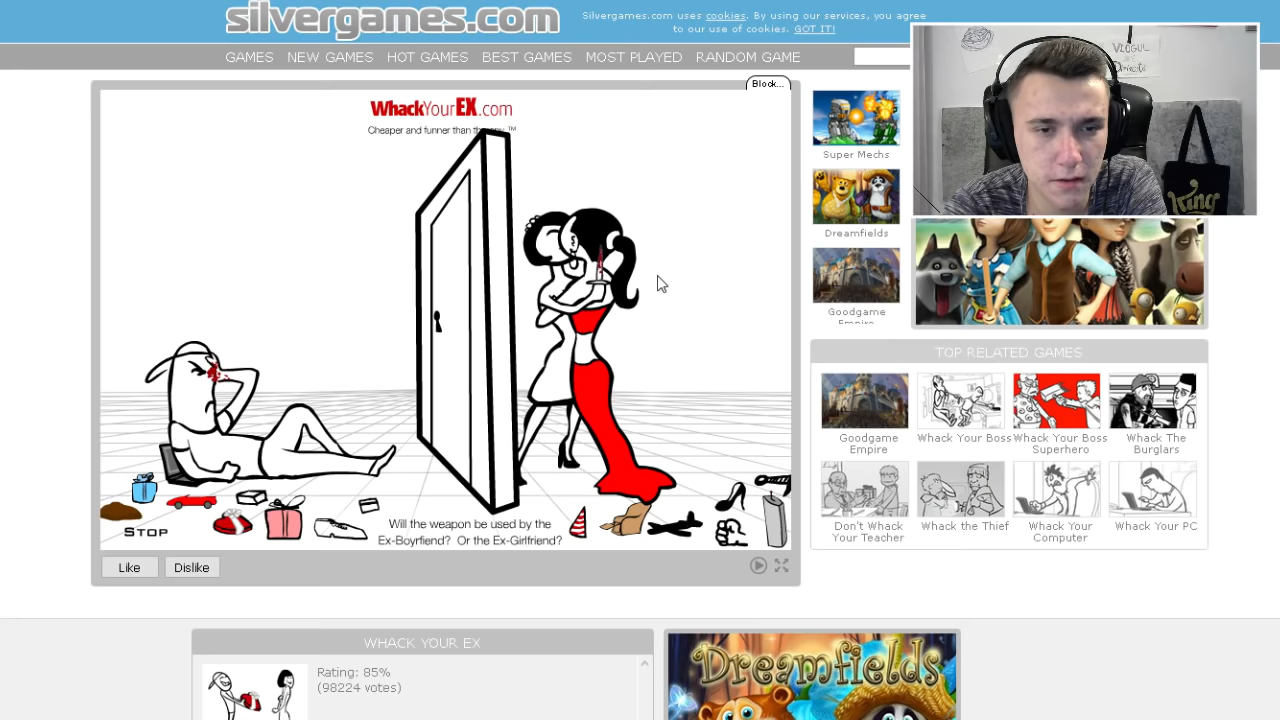 silvergames.com
Silvergames.com uses cookies. By using our services, you agree
to our use of cookies. GOT IT!
GAMES NEW GAMES HOT GAMES BEST GAMES MOST PLAYED RANDOM GAME
Block...
WhackYourEX.com
Cheaper and funner than ™
Super Mechs
Dreamfields
Goodgame
Empire
STOP
Will the weapon be used by the
Ex-Boyrfiend? Or the Ex-Girlfriend?
Like
Dislike
King
TOP RELATED GAMES
Goodgame
Empire
Whack Your Boss
Whack Your Boss
Superhero
Whack The
Burglars
Don't Whack
Your Teacher
Whack the Thief
Whack Your
Computer
Whack Your PC
WHACK YOUR EX
Rating: 85%
(98224 votes)
Dreamfields